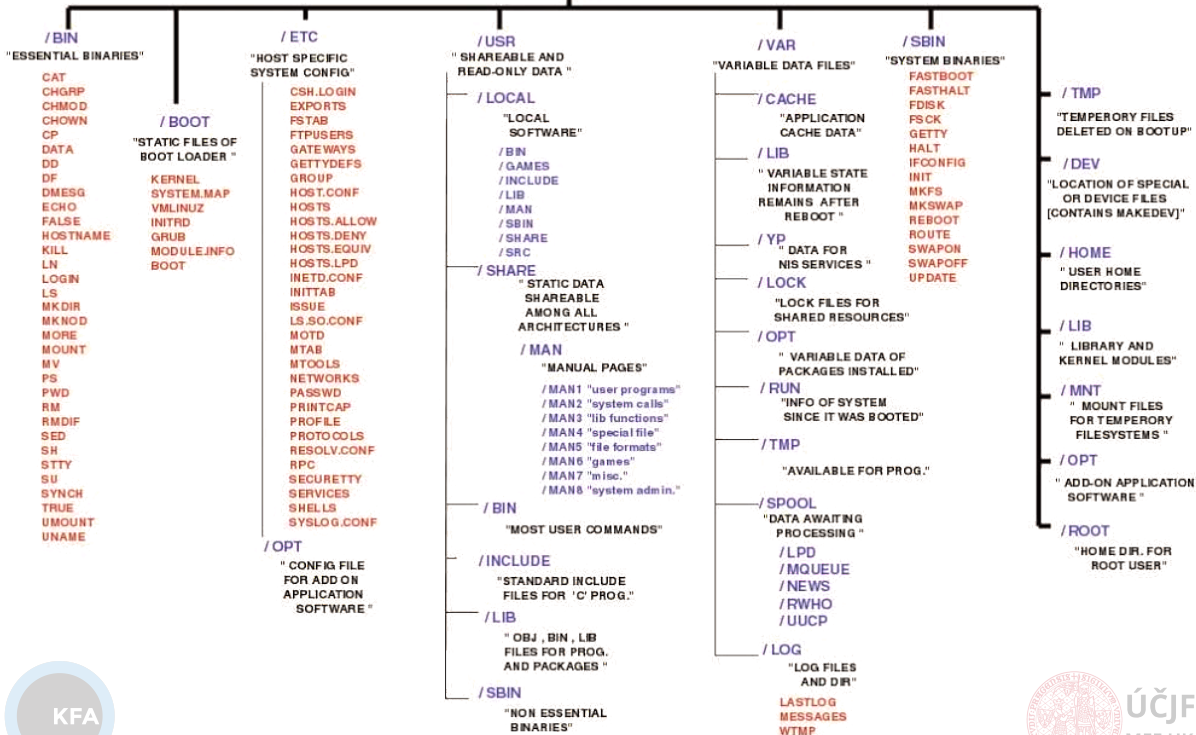 / BIN
"ESSENTIAL BINARIES"
CAT
CHGRP
CHMOD
CHOWN
CP
DATA
DD
DF
DMESG
ECHO
FALSE
HOSTNAME
KILL
LN
LOGIN
LS
MKDIR
MKNOD
MORE
MOUNT
MV
PS
PWD
RM
RMDIF
SED
SH
STTY
SU
SYNCH
TRUE
UMOUNT
UNAME
/ BOOT
"STATIC FILES OF
BOOT LOADER "
KERNEL
SYSTEM.MAP
VMLINUZ
INITRD
GRUB
MODULE.INFO
BOOT
/ ETC
"HOST SPECIFIC
SYSTEM CONFIG"
CSH.LOGIN
EXPORTS
FSTAB
FTPUSERS
GATEWAYS
GETTYDEFS
GROUP
HOST.CONF
HOSTS
HOSTS.ALLOW
HOSTS.DENY
HOSTS.EQUIV
HOSTS.LPD
INETD.CONF
INITTAB
ISSUE
LS.SO.CONF
MOTD
MTAB
MTOOLS
NETWORKS
PASSWD
PRINTCAP
PROFILE
PROTOCOLS
RESOLV.CONF
RPC
SECURETTY
SERVICES
SHELLS
SYSLOG.CONF
/ OPT
" CONFIG FILE
FOR ADD ON
APPLICATION
SOFTWARE "
/ USR
" SHAREABLE AND
READ-ONLY DATA "
/ LOCAL
"LOCAL
SOFTWARE"
/ BIN
/ GAMES
/ INCLUDE
/ LIB
/ MAN
/ SBIN
/ SHARE
/ SRC
/ SHARE
" STATIC DATA
SHAREABLE
AMONG ALL
ARCHITECTURES "
/ MAN
"MANUAL PAGES"
/ MAN1 "user programs"
/ MAN2 "system calls"
/ MAN3 "lib functions"
/ MAN4 "special file"
/ MAN5 "file formats"
/ MAN6 "games"
/ MAN7 "misc."
/ MAN8 "system admin."
/ BIN
"MOST USER COMMANDS"
/ INCLUDE
"STANDARD INCLUDE
FILES FOR 'C' PROG."
/ LIB
" OBJ , BIN , LIB
FILES FOR PROG.
AND PACKAGES "
/ SBIN
"NON ESSENTIAL
BINARIES"
/ VAR
"VARIABLE DATA FILES"
/ CACHE
"APPLICATION
CACHE DATA"
/ LIB
" VARIABLE STATE
INFORMATION
REMAINS AFTER
REBOOT "
/ YP
" DATA FOR
NIS SERVICES "
/ LOCK
"LOCK FILES FOR
SHARED RESOURCES"
/ OPT
" VARIABLE DATA OF
PACKAGES INSTALLED"
/ RUN
"INFO OF SYSTEM
SINCE IT WAS BOOTED"
/ TMP
"AVAILABLE FOR PROG."
/ SPOOL
"DATA AWAITING
PROCESSING "
/ LPD
/ MQUEUE
/ NEWS
/ RWHO
/ UUCP
/ LOG
"LOG FILES
AND DIR"
LASTLOG
MESSAGES
WTMP
/ SBIN
"SYSTEM BINARIES"
FASTBOOT
FASTHALT
FDISK
FSCK
GETTY
HALT
IFCONFIG
INIT
MKFS
MKSWAP
REBOOT
ROUTE
SWAPON
SWAPOFF
UPDATE
/ TMP
"TEMPERORY FILES
DELETED ON BOOTUP"
/ DEV
"LOCATION OF SPECIAL
OR DEVICE FILES
[CONTAINS MAKEDEV]"
/ HOME
" USER HOME
DIRECTORIES"
/ LIB
" LIBRARY AND
KERNEL MODULES"
/ MNT
" MOUNT FILES
FOR TEMPERORY
FILESYSTEMS "
/ OPT
" ADD-ON APPLICATION
SOFTWARE "
/ ROOT
"HOME DIR. FOR
ROOT USER"
KFA
ÚČJF